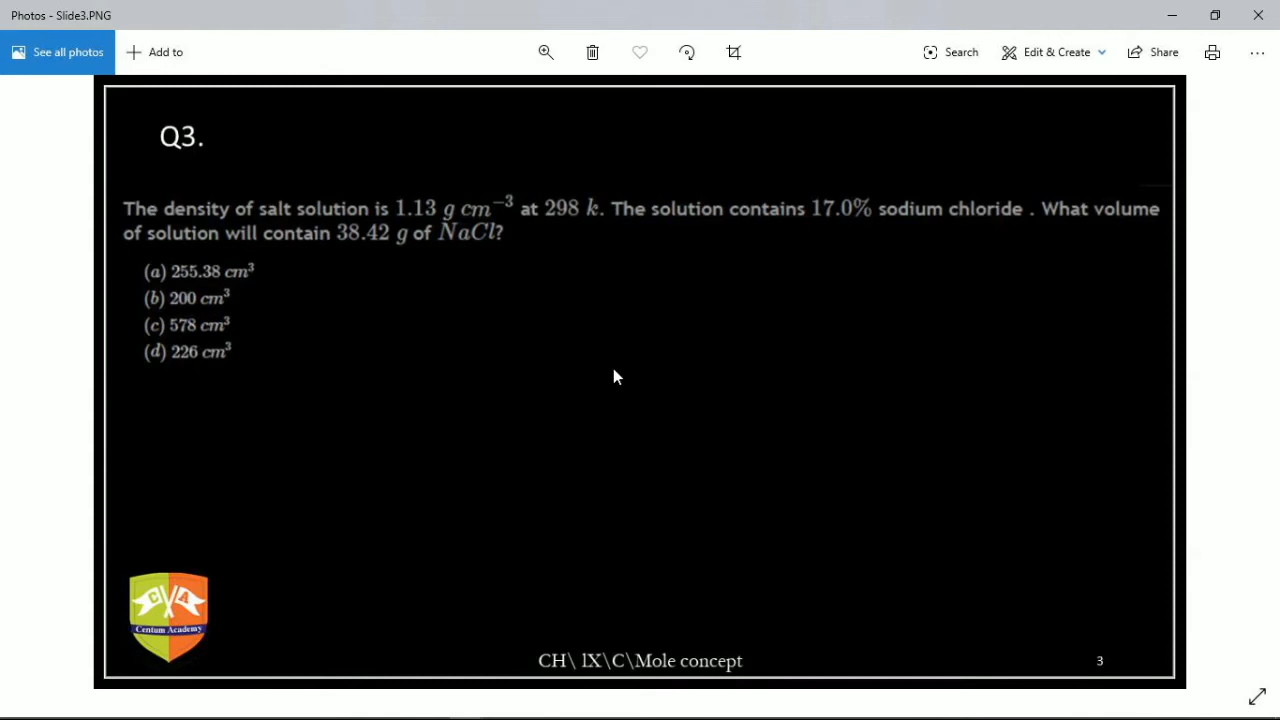 Photos - Slide3.PNG
See all photos
Add to
Search
Edit & Create
Share
Q3.
The density of salt solution is 1.13 g cm⁻³ at 298 k. The solution contains 17.0% sodium chloride . What volume
of solution will contain 38.42 g of NaCl?
(a) 255.38 cm³
(b) 200 cm³
(c) 578 cm³
(d) 226 cm³
C A
Centum Academy
CH\ lX\C\Mole concept
3